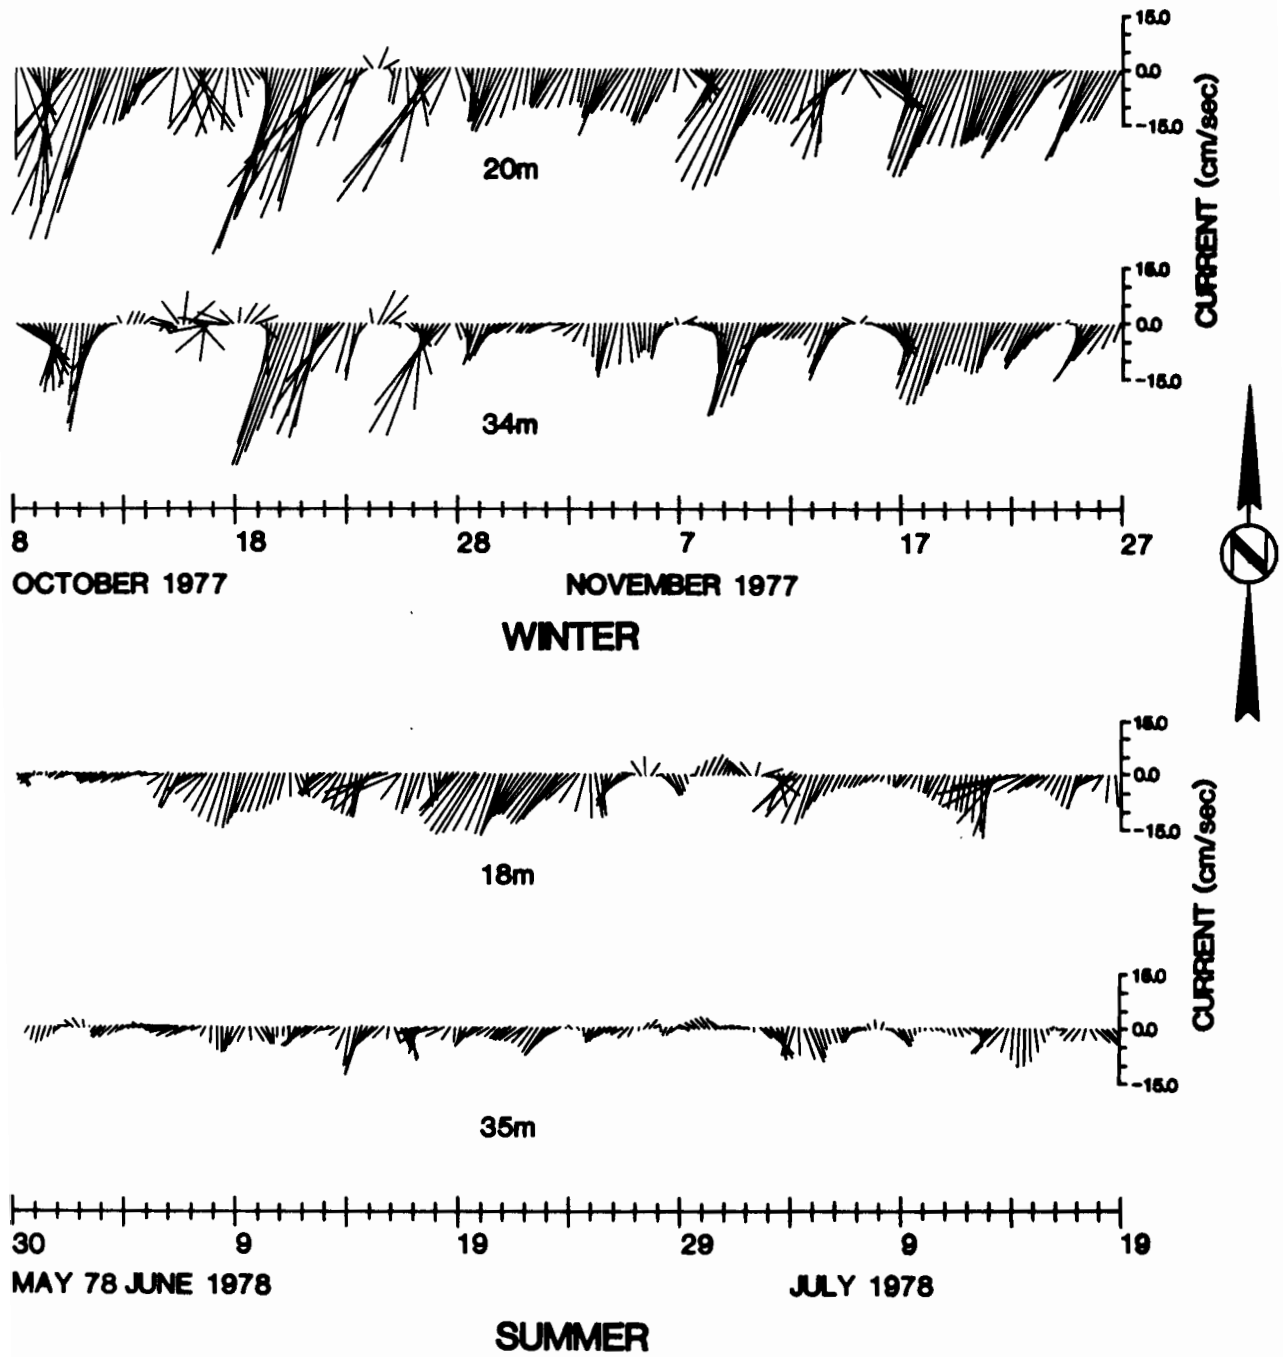 15.0
0.0
-15.0
CURRENT (cm/sec)
20m
15.0
0.0
-15.0
34m
8 18 28 7 17 27
OCTOBER 1977 NOVEMBER 1977
WINTER
N
15.0
0.0
-15.0
CURRENT (cm/sec)
18m
15.0
0.0
-15.0
35m
30 9 19 29 9 19
MAY 78 JUNE 1978 JULY 1978
SUMMER